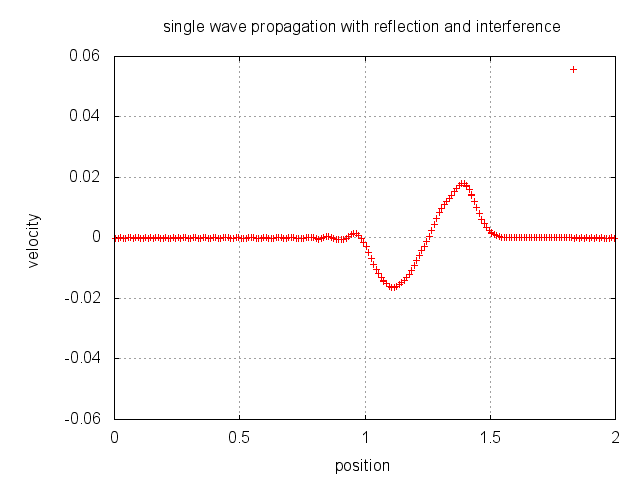 single wave propagation with reflection and interference
0.06
0.04
0.02
0
-0.02
-0.04
-0.06
velocity
0 0.5 1 1.5 2
position